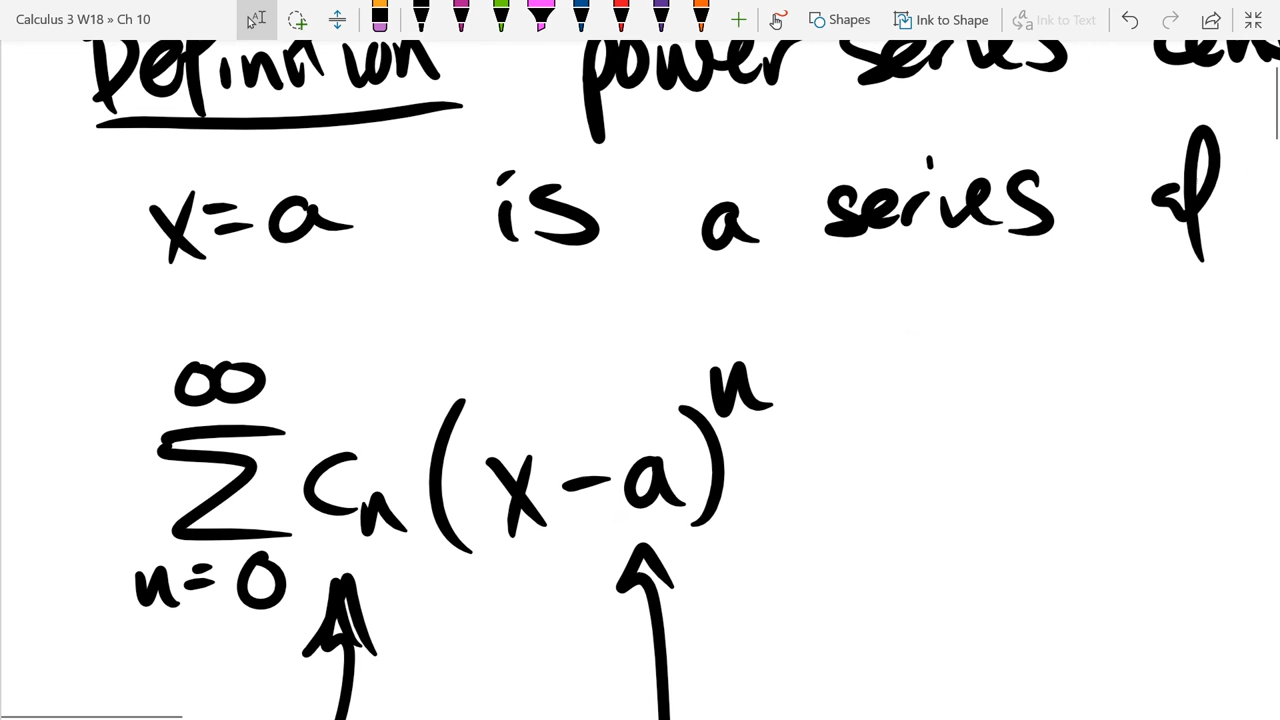 Calculus 3 W18 » Ch 10 Shapes Ink to Shape Ink to Text
Definition power series
x=a is a series of
∞
∑ cₙ(x-a)ⁿ
n=0